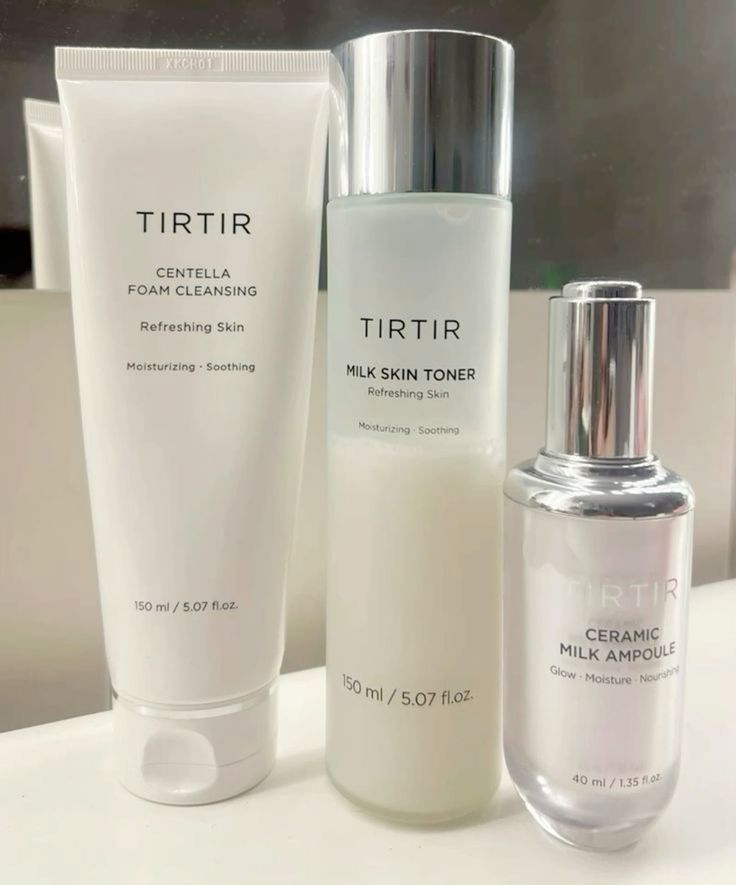 KKCH01
TIRTIR
CENTELLA
FOAM CLEANSING
Refreshing Skin
Moisturizing · Soothing
150 ml / 5.07 fl.oz.
TIRTIR
MILK SKIN TONER
Refreshing Skin
Moisturizing · Soothing
150 ml / 5.07 fl.oz.
TIRTIR
CERAMIC
MILK AMPOULE
Glow · Moisture · Nourishing
40 ml / 1.35 fl.oz.